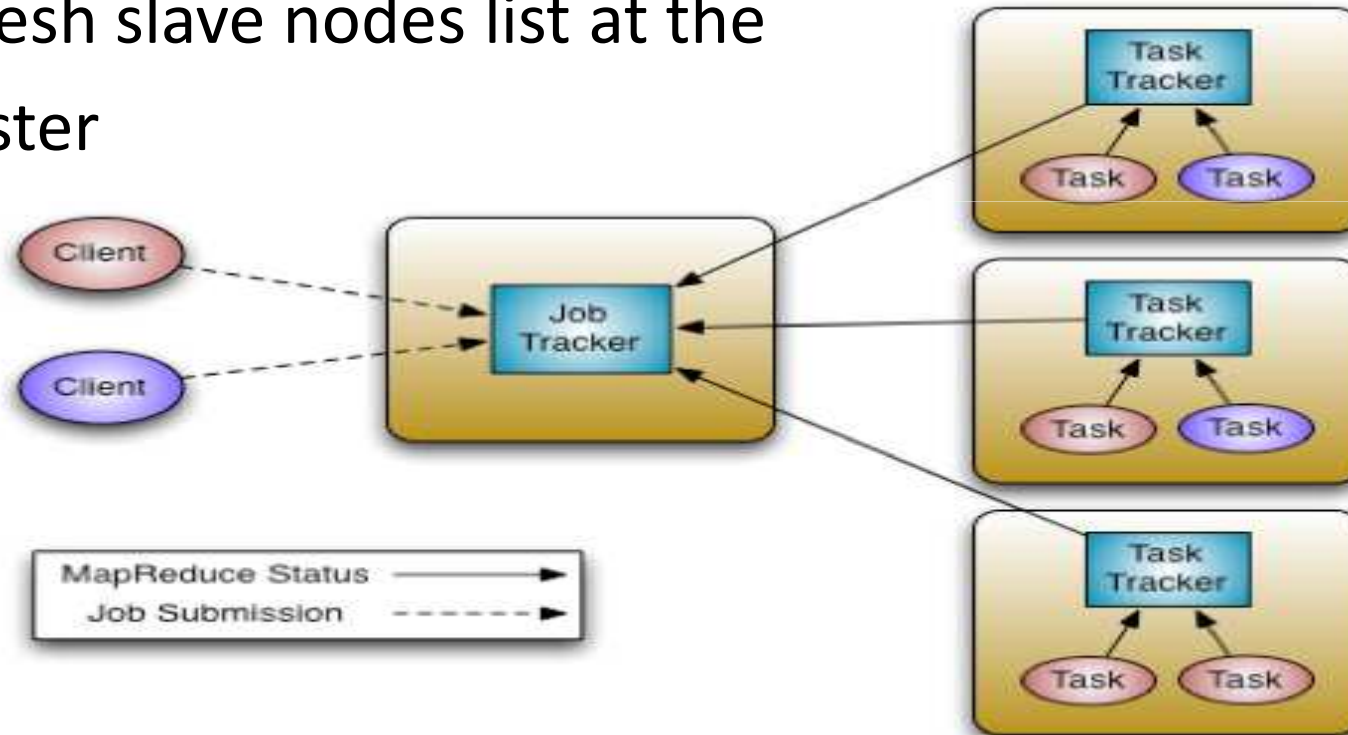 esh slave nodes list at the
ster
Client
Client
Job
Tracker
Task
Tracker
Task Task
Task
Tracker
Task Task
Task
Tracker
Task Task
MapReduce Status
Job Submission